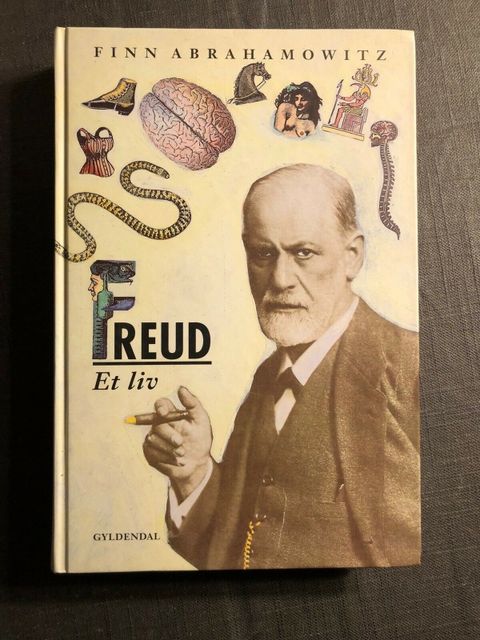 FINN ABRAHAMOWITZ
FREUD
Et liv
GYLDENDAL